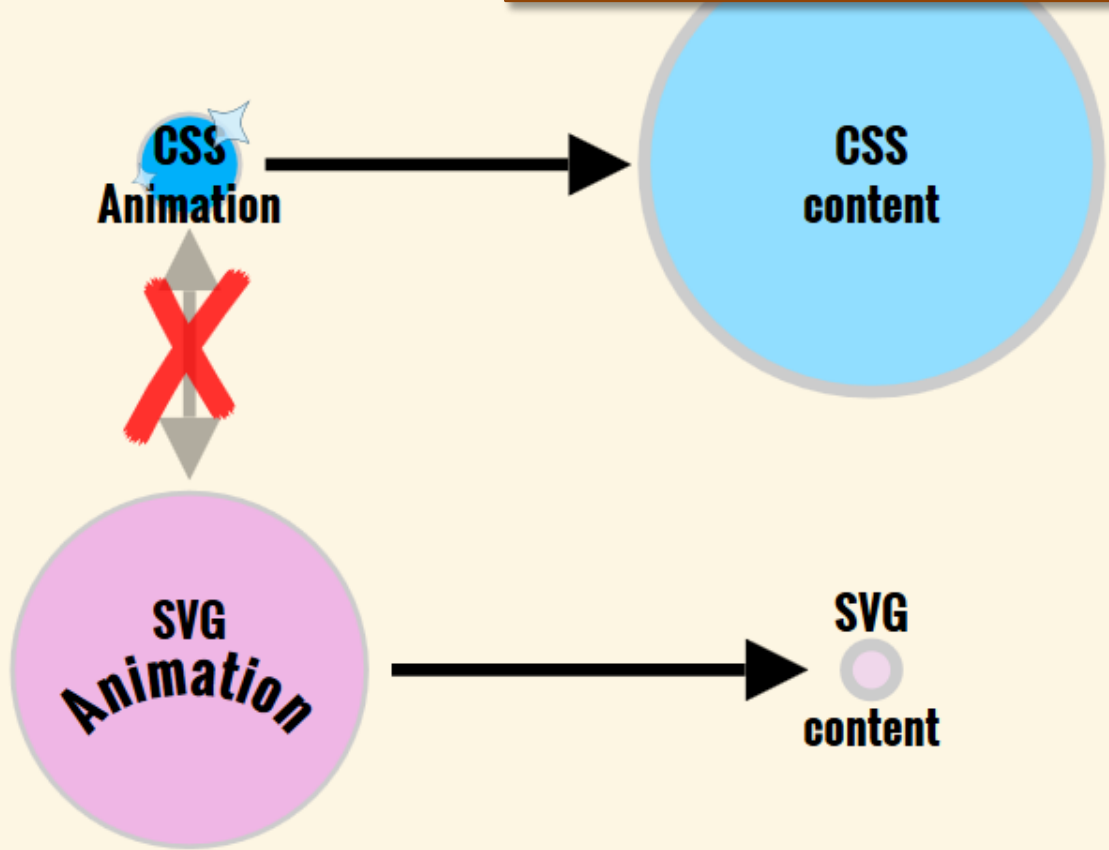 CSS
Animation
CSS
content
SVG
Animation
SVG
content